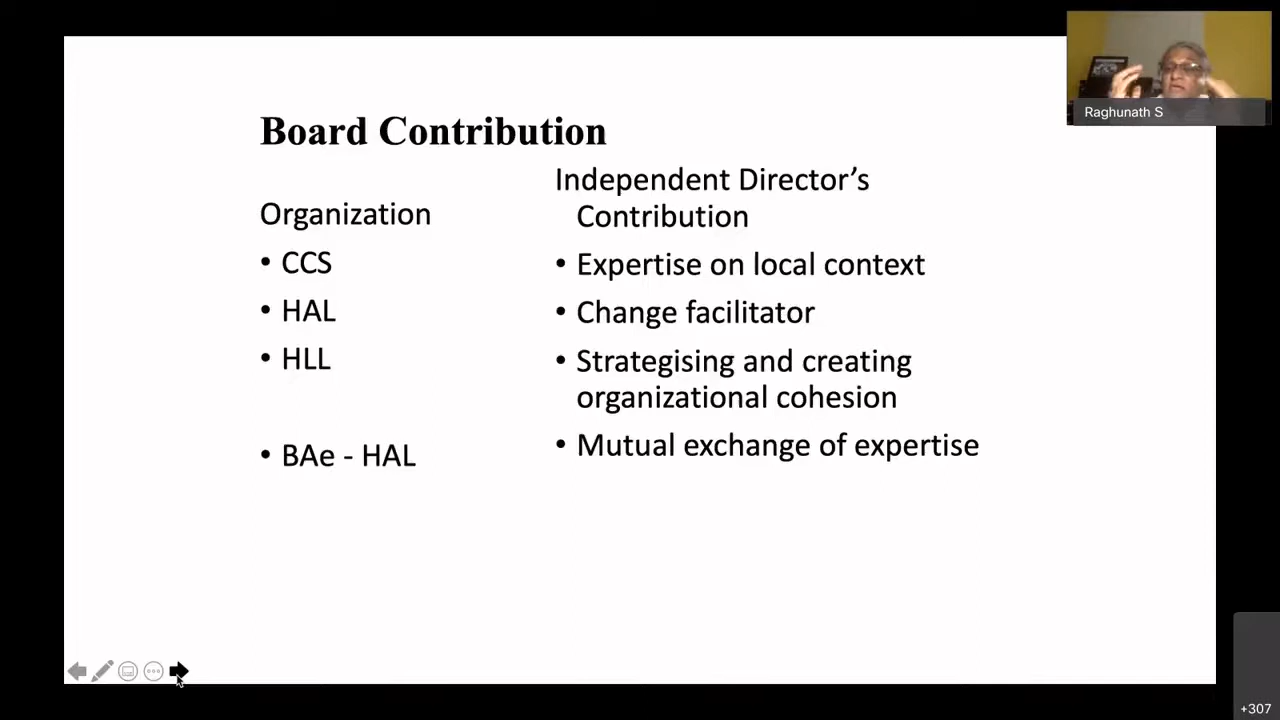 Board Contribution
Organization
• CCS
• HAL
• HLL
• BAe - HAL
Independent Director’s
Contribution
• Expertise on local context
• Change facilitator
• Strategising and creating
organizational cohesion
• Mutual exchange of expertise
Raghunath S
+307